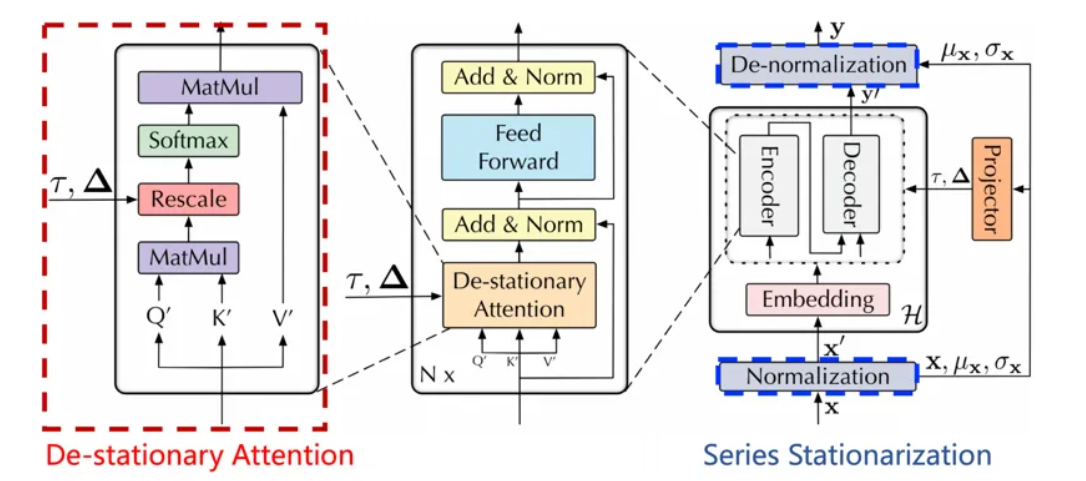 MatMul
Softmax
τ, Δ
Rescale
MatMul
Q′ K′ V′
De-stationary Attention
Add & Norm
Feed
Forward
Add & Norm
τ, Δ
De-stationary
Attention
Q′ K′ V′
N x
y
De-normalization
μx, σx
y′
Encoder
Decoder
τ, Δ
Projector
Embedding
H
x′
Normalization
x, μx, σx
x
Series Stationarization